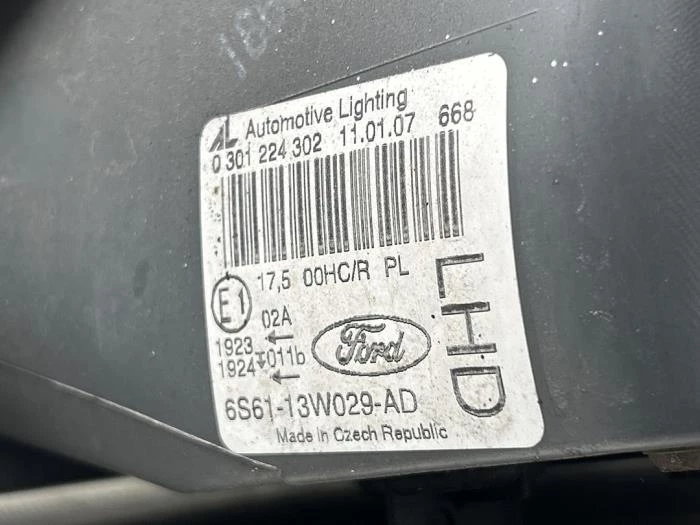 AL Automotive Lighting
0 301 224 302 11.01.07 668
17,5 00HC/R PL
E1
02A
1923
1924 011b
Ford
6S61-13W029-AD
Made in Czech Republic
LHD